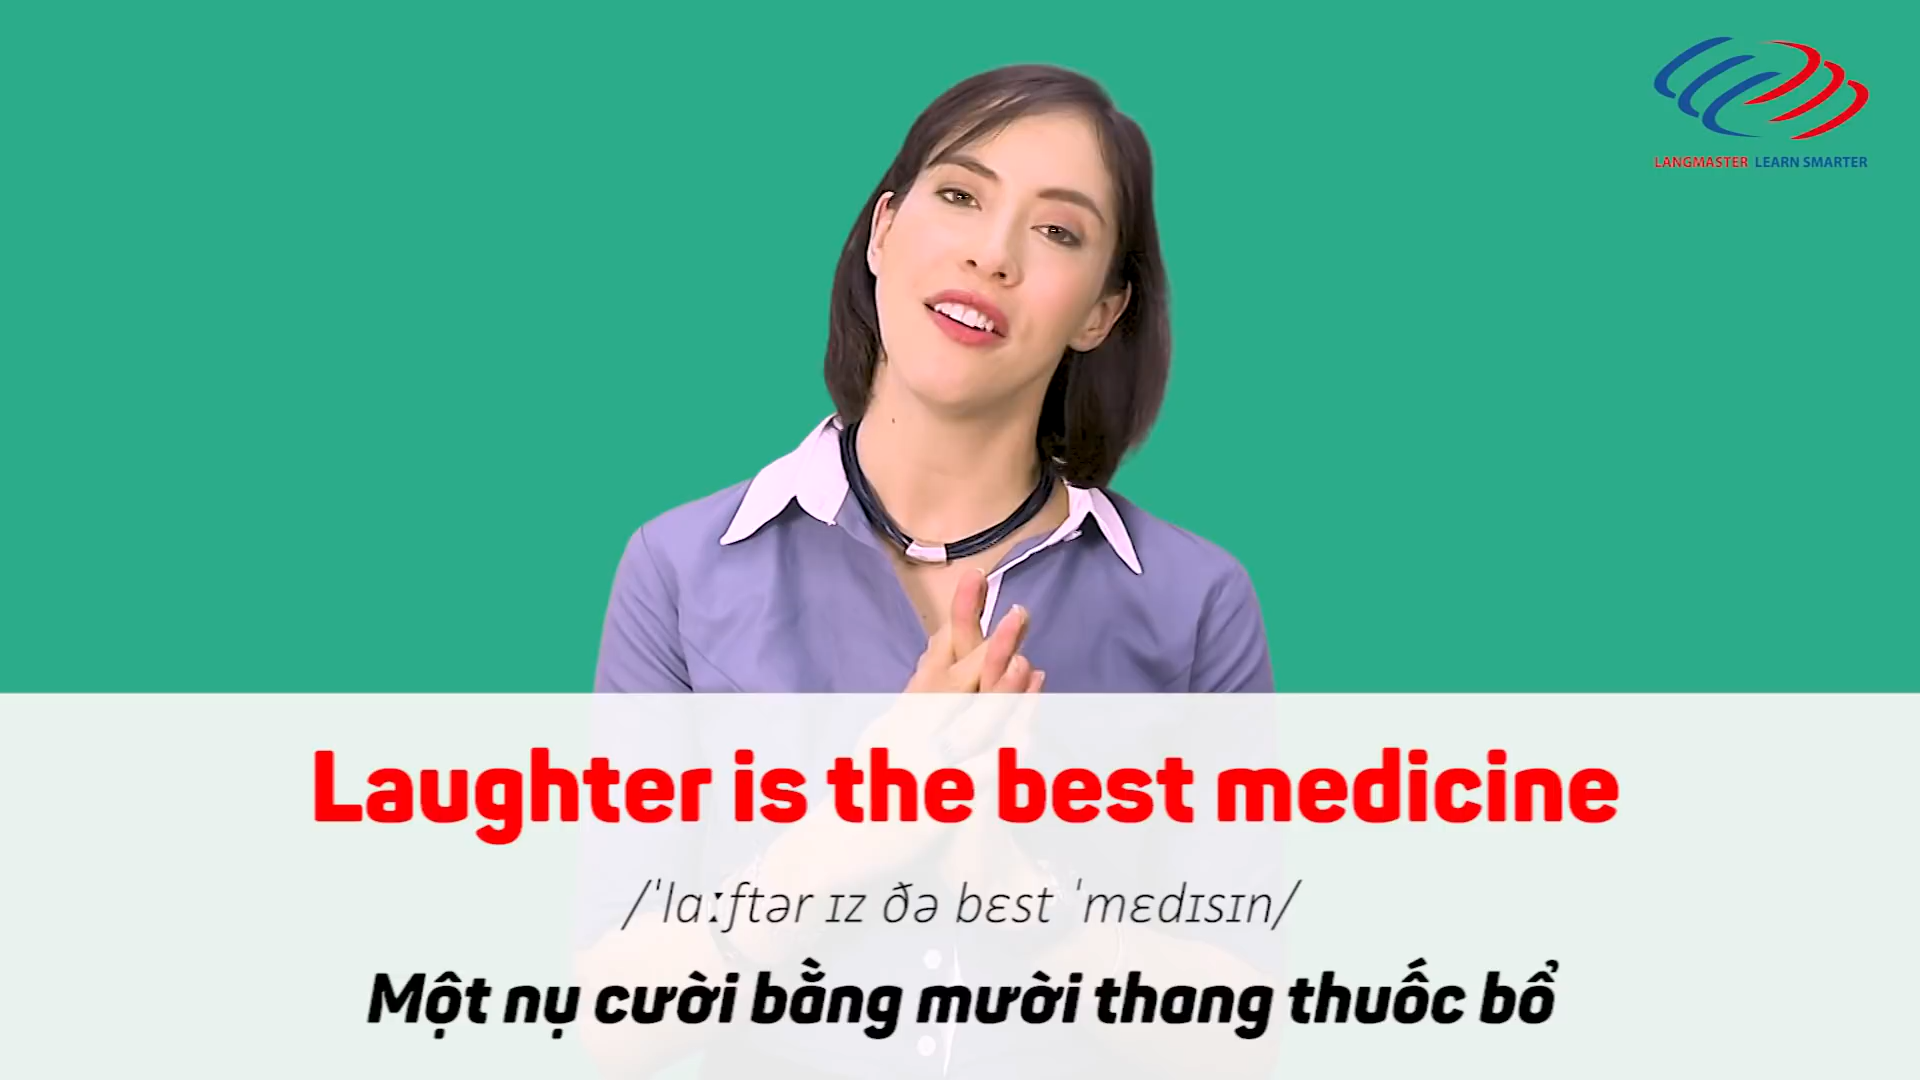 LANGMASTER LEARN SMARTER
Laughter is the best medicine
/ˈlɑːftər ɪz ðə bɛst ˈmɛdɪsɪn/
Một nụ cười bằng mười thang thuốc bổ